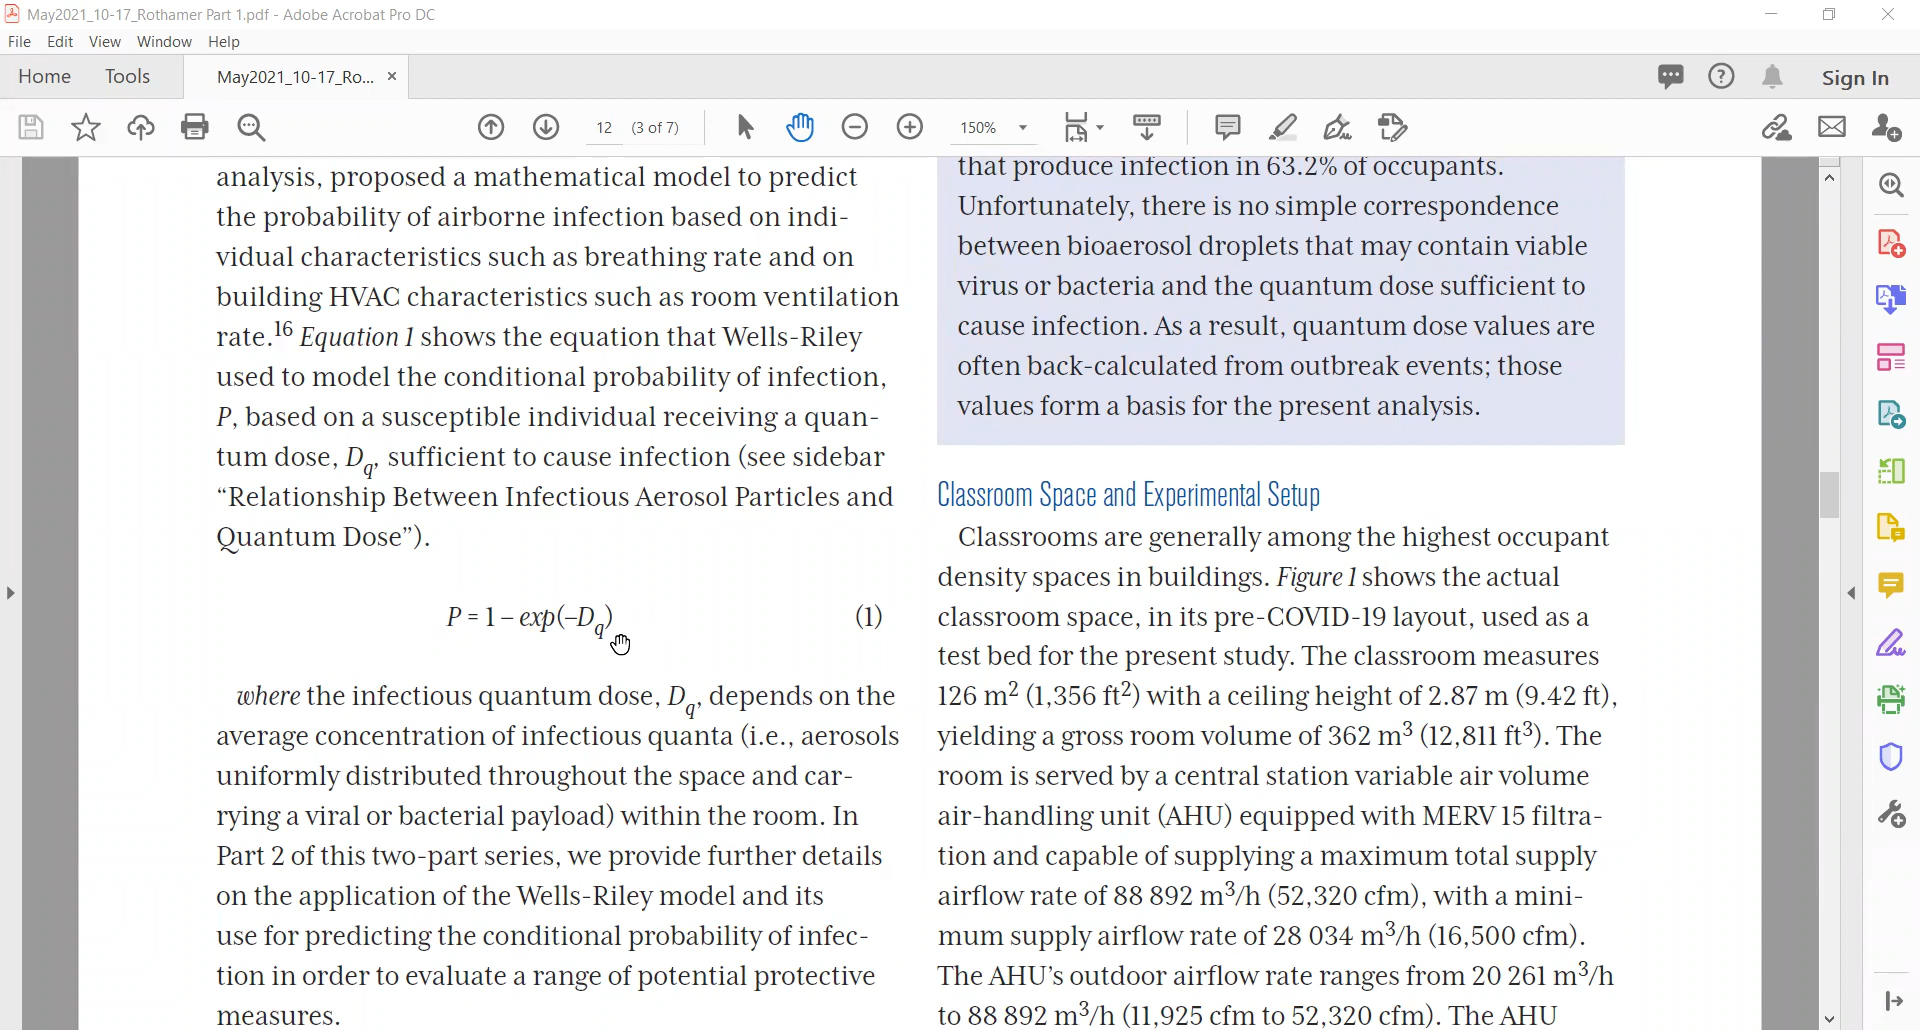 May2021_10-17_Rothamer Part 1.pdf - Adobe Acrobat Pro DC
File Edit View Window Help
Home Tools May2021_10-17_Ro... × Sign In
12 (3 of 7) 150%
analysis, proposed a mathematical model to predict
the probability of airborne infection based on indi-
vidual characteristics such as breathing rate and on
building HVAC characteristics such as room ventilation
rate.¹⁶ Equation 1 shows the equation that Wells-Riley
used to model the conditional probability of infection,
P, based on a susceptible individual receiving a quan-
tum dose, D_q, sufficient to cause infection (see sidebar
“Relationship Between Infectious Aerosol Particles and
Quantum Dose”).
P = 1 – exp(–D_q) (1)
where the infectious quantum dose, D_q, depends on the
average concentration of infectious quanta (i.e., aerosols
uniformly distributed throughout the space and car-
rying a viral or bacterial payload) within the room. In
Part 2 of this two-part series, we provide further details
on the application of the Wells-Riley model and its
use for predicting the conditional probability of infec-
tion in order to evaluate a range of potential protective
measures.
that produce infection in 63.2% of occupants.
Unfortunately, there is no simple correspondence
between bioaerosol droplets that may contain viable
virus or bacteria and the quantum dose sufficient to
cause infection. As a result, quantum dose values are
often back-calculated from outbreak events; those
values form a basis for the present analysis.
Classroom Space and Experimental Setup
Classrooms are generally among the highest occupant
density spaces in buildings. Figure 1 shows the actual
classroom space, in its pre-COVID-19 layout, used as a
test bed for the present study. The classroom measures
126 m² (1,356 ft²) with a ceiling height of 2.87 m (9.42 ft),
yielding a gross room volume of 362 m³ (12,811 ft³). The
room is served by a central station variable air volume
air-handling unit (AHU) equipped with MERV 15 filtra-
tion and capable of supplying a maximum total supply
airflow rate of 88 892 m³/h (52,320 cfm), with a mini-
mum supply airflow rate of 28 034 m³/h (16,500 cfm).
The AHU’s outdoor airflow rate ranges from 20 261 m³/h
to 88 892 m³/h (11,925 cfm to 52,320 cfm). The AHU